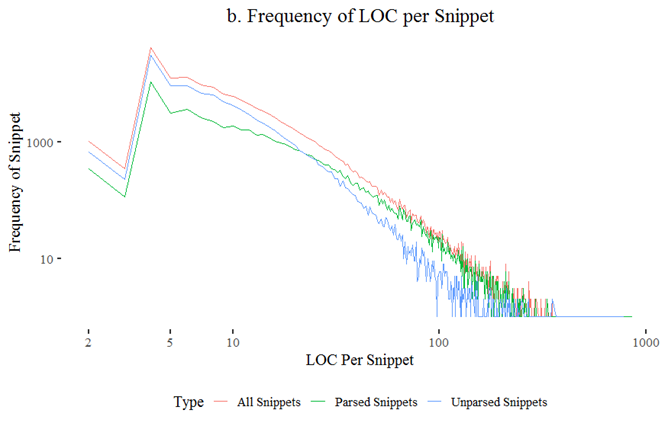 b. Frequency of LOC per Snippet
Frequency of Snippet
1000
10
2 5 10 100 1000
LOC Per Snippet
Type All Snippets Parsed Snippets Unparsed Snippets